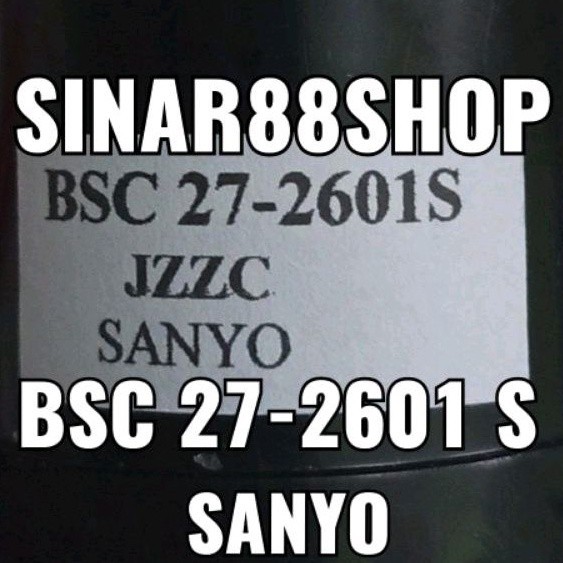 SINAR88SHOP
BSC 27-2601S
JZZC
SANYO
BSC 27-2601 S
SANYO